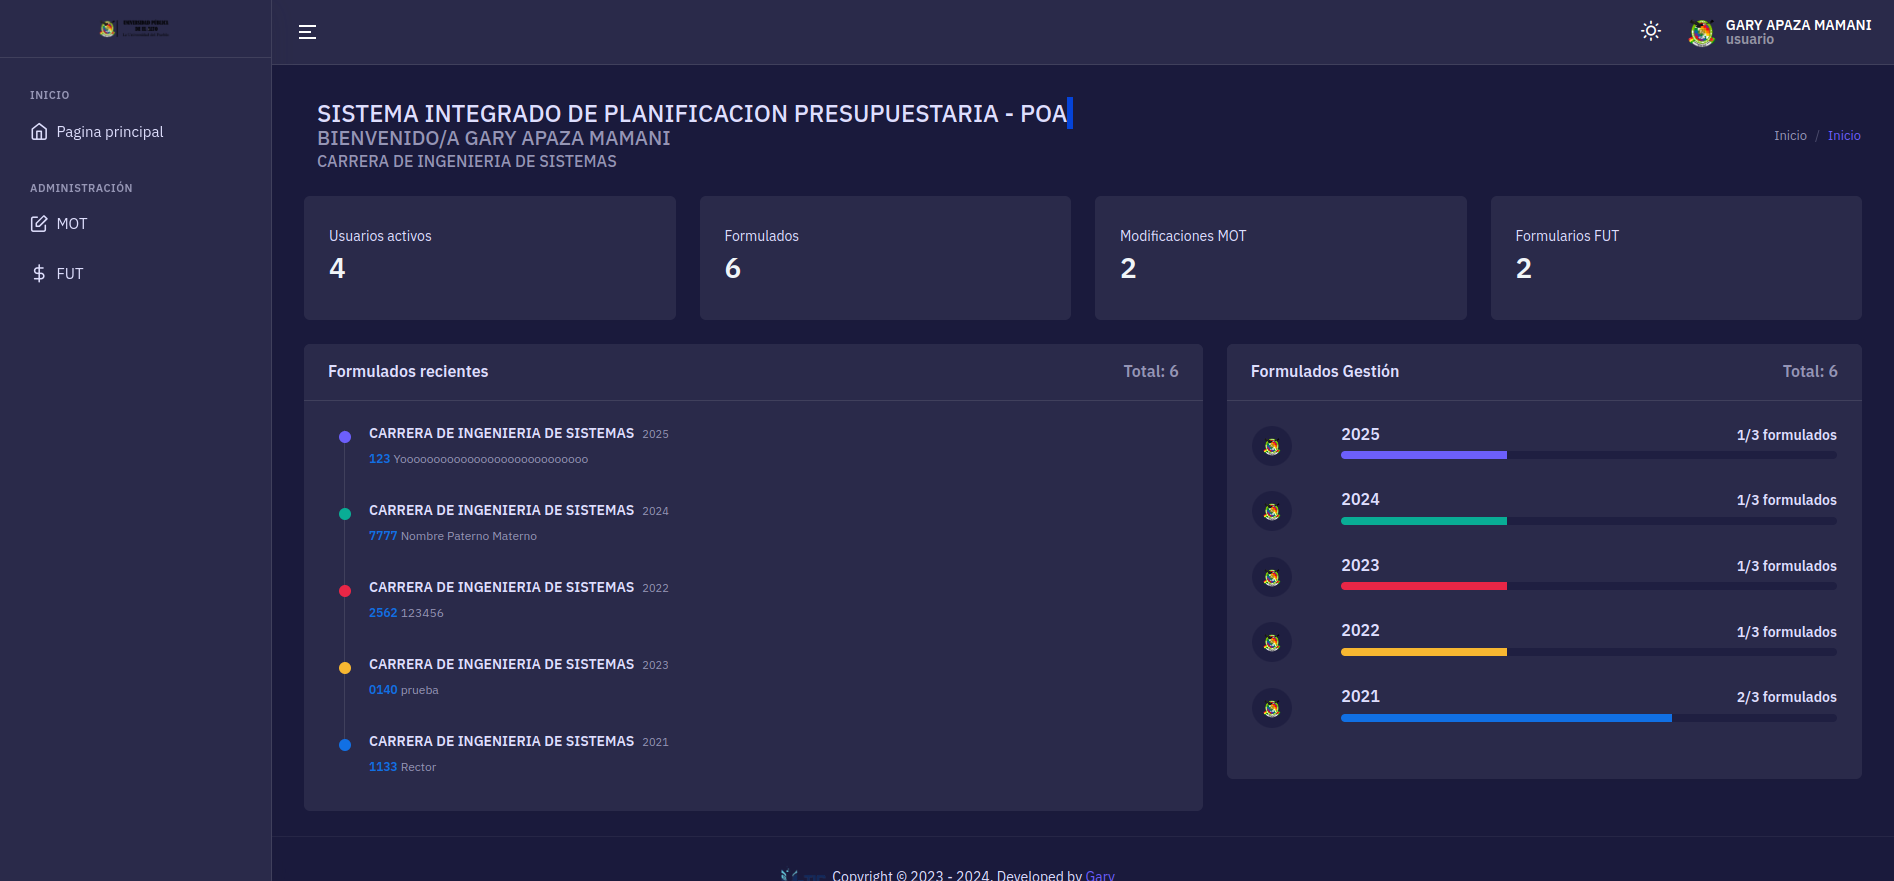 INICIO
Pagina principal
ADMINISTRACIÓN
MOT
FUT
GARY APAZA MAMANI
usuario
SISTEMA INTEGRADO DE PLANIFICACION PRESUPUESTARIA - POA
BIENVENIDO/A GARY APAZA MAMANI
CARRERA DE INGENIERIA DE SISTEMAS
Inicio / Inicio
Usuarios activos
4
Formulados
6
Modificaciones MOT
2
Formularios FUT
2
Formulados recientes Total: 6
CARRERA DE INGENIERIA DE SISTEMAS 2025
123 Yoooooooooooooooooooooooooooo
CARRERA DE INGENIERIA DE SISTEMAS 2024
7777 Nombre Paterno Materno
CARRERA DE INGENIERIA DE SISTEMAS 2022
2562 123456
CARRERA DE INGENIERIA DE SISTEMAS 2023
0140 prueba
CARRERA DE INGENIERIA DE SISTEMAS 2021
1133 Rector
Formulados Gestión Total: 6
2025 1/3 formulados
2024 1/3 formulados
2023 1/3 formulados
2022 1/3 formulados
2021 2/3 formulados
Copyright © 2023 - 2024. Developed by Gary